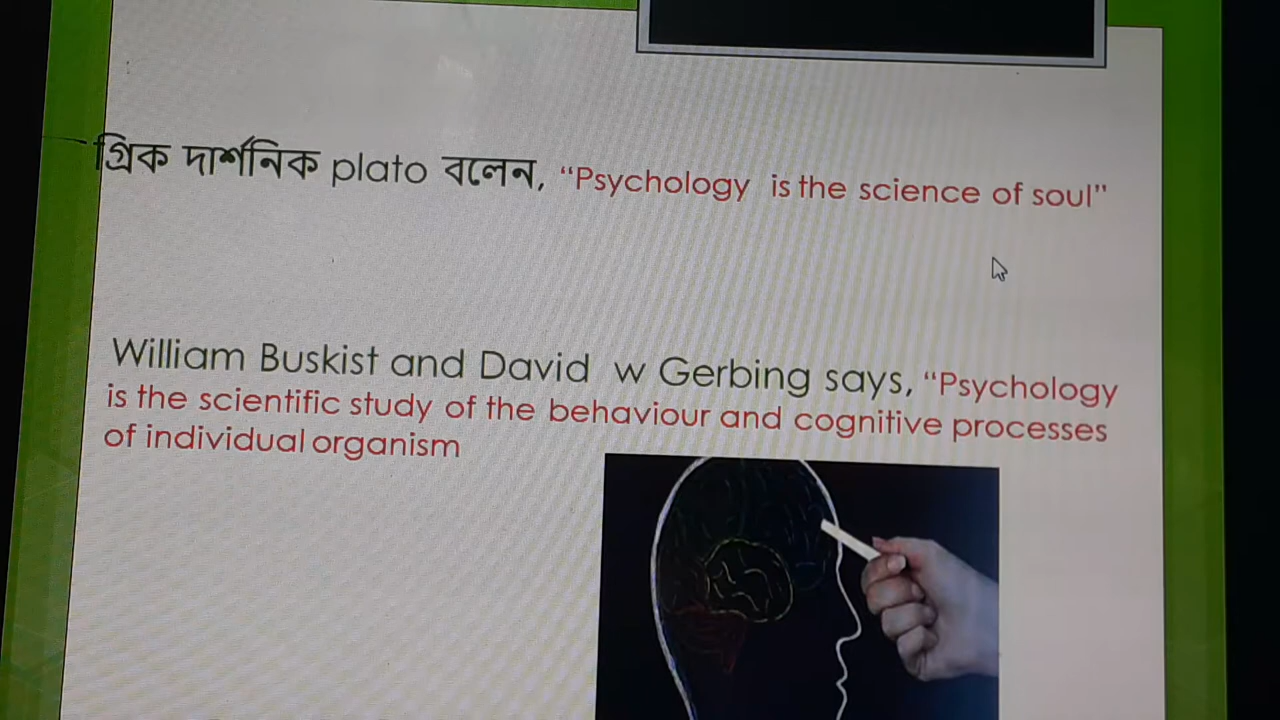 গ্রিক দার্শনিক plato বলেন, “Psychology is the science of soul”
William Buskist and David w Gerbing says, “Psychology
is the scientific study of the behaviour and cognitive processes
of individual organism